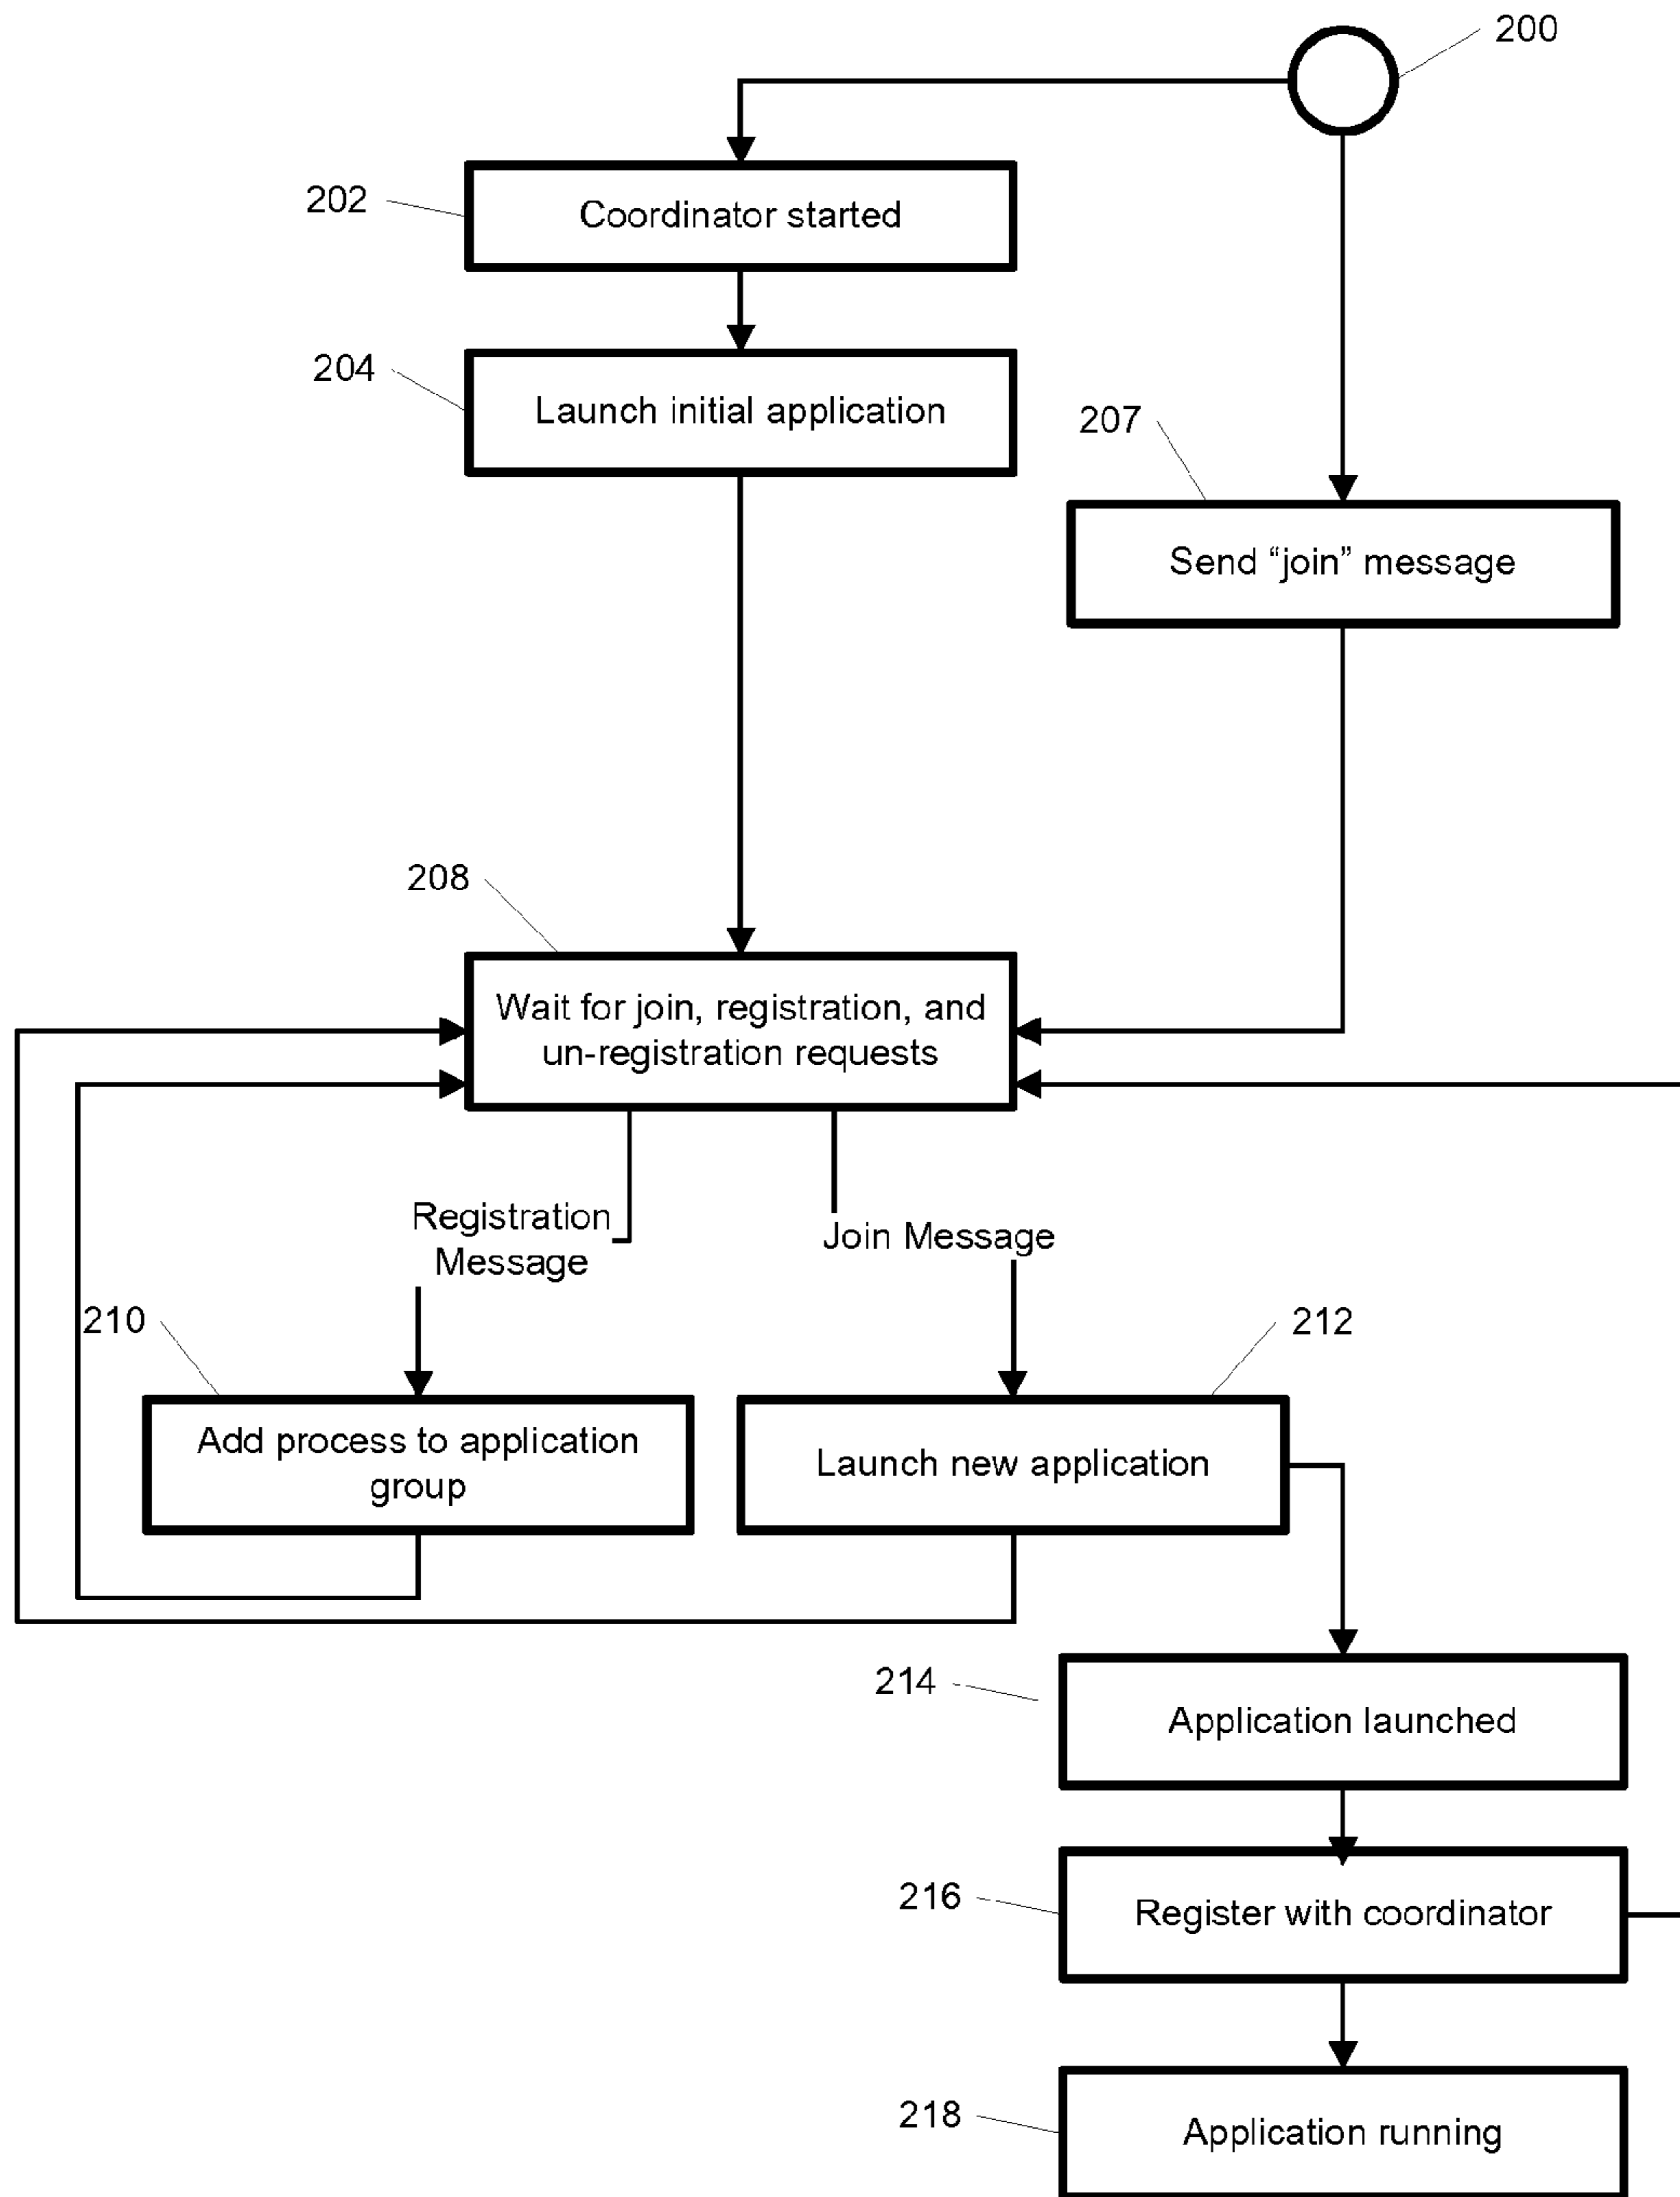 200
202
Coordinator started
204
Launch initial application
207
Send “join” message
208
Wait for join, registration, and
un-registration requests
Registration
Message
Join Message
210
212
Add process to application
group
Launch new application
214
Application launched
216
Register with coordinator
218
Application running